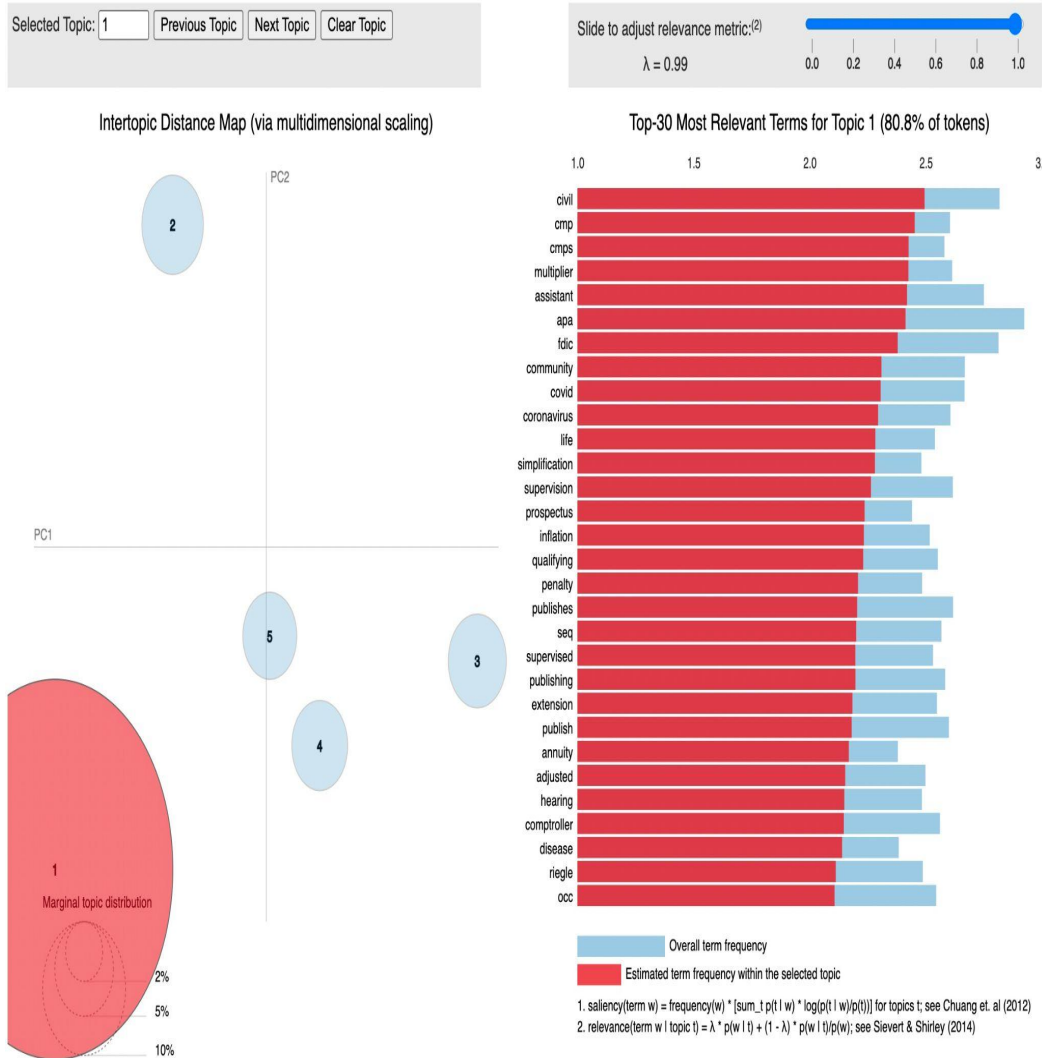 Selected Topic: 1 Previous Topic Next Topic Clear Topic
Slide to adjust relevance metric:(2)
λ = 0.99
0.0 0.2 0.4 0.6 0.8 1.0
Intertopic Distance Map (via multidimensional scaling)
PC2
PC1
2
5
3
4
1
Marginal topic distribution
2%
5%
10%
Top-30 Most Relevant Terms for Topic 1 (80.8% of tokens)
1.0 1.5 2.0 2.5 3.
civil
cmp
cmps
multiplier
assistant
apa
fdic
community
covid
coronavirus
life
simplification
supervision
prospectus
inflation
qualifying
penalty
publishes
seq
supervised
publishing
extension
publish
annuity
adjusted
hearing
comptroller
disease
riegle
occ
Overall term frequency
Estimated term frequency within the selected topic
1. saliency(term w) = frequency(w) * [sum_t p(t | w) * log(p(t | w)/p(t))] for topics t; see Chuang et. al (2012)
2. relevance(term w | topic t) = λ * p(w | t) + (1 - λ) * p(w | t)/p(w); see Sievert & Shirley (2014)